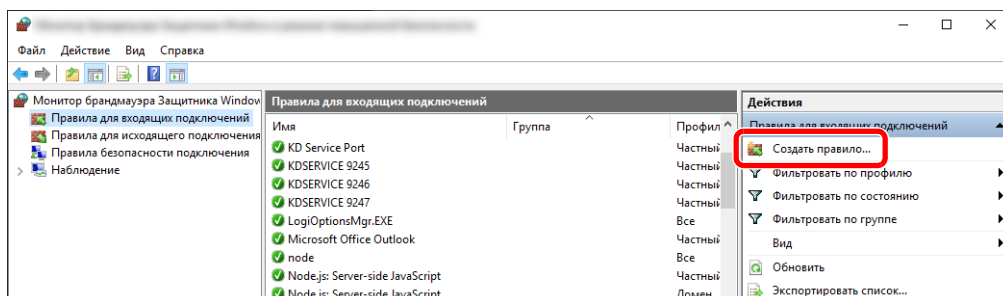 Файл Действие Вид Справка
Монитор брандмауэра Защитника Window
Правила для входящих подключений
Правила для исходящего подключения
Правила безопасности подключения
Наблюдение
Правила для входящих подключений
Имя Группа Профил
KD Service Port Частный
KDSERVICE 9245 Частный
KDSERVICE 9246 Частный
KDSERVICE 9247 Частный
LogiOptionsMgr.EXE Все
Microsoft Office Outlook Частный
node Все
Node.js: Server-side JavaScript Частный
Node.js: Server-side JavaScript Домен
Действия
Правила для входящих подключений
Создать правило...
Фильтровать по профилю
Фильтровать по состоянию
Фильтровать по группе
Вид
Обновить
Экспортировать список...